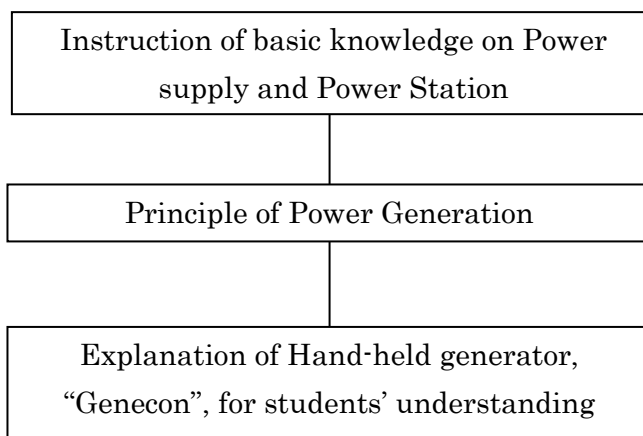 Instruction of basic knowledge on Power
supply and Power Station
Principle of Power Generation
Explanation of Hand-held generator,
“Genecon”, for students’ understanding